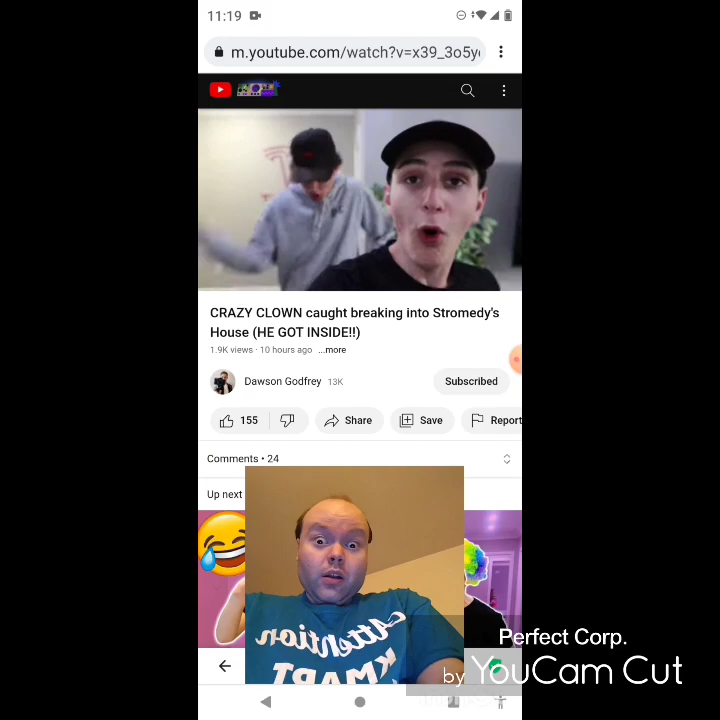 11:19
m.youtube.com/watch?v=x39_3o5y
CRAZY CLOWN caught breaking into Stromedy's
House (HE GOT INSIDE!!)
1.9K views · 10 hours ago ...more
Dawson Godfrey 13K
Subscribed
155 Share Save Report
Comments • 24
Up next
Attention
KMART
Perfect Corp.
by YouCam Cut